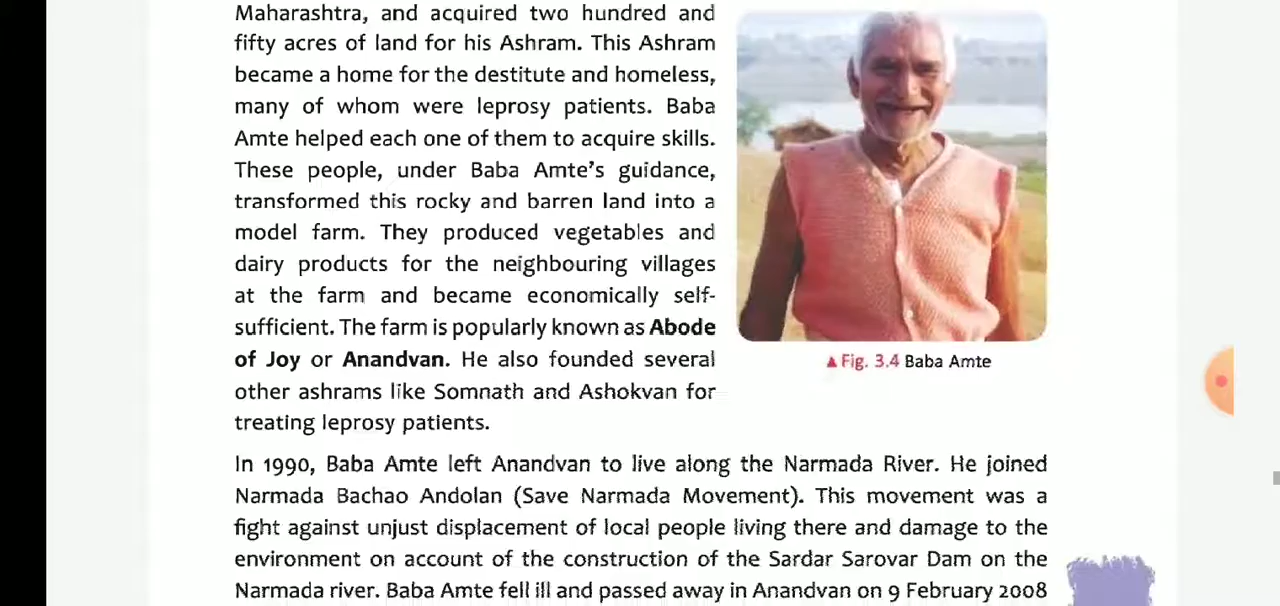 Maharashtra, and acquired two hundred and
fifty acres of land for his Ashram. This Ashram
became a home for the destitute and homeless,
many of whom were leprosy patients. Baba
Amte helped each one of them to acquire skills.
These people, under Baba Amte's guidance,
transformed this rocky and barren land into a
model farm. They produced vegetables and
dairy products for the neighbouring villages
at the farm and became economically self-
sufficient. The farm is popularly known as Abode
of Joy or Anandvan. He also founded several
other ashrams like Somnath and Ashokvan for
treating leprosy patients.
▲ Fig. 3.4 Baba Amte
In 1990, Baba Amte left Anandvan to live along the Narmada River. He joined
Narmada Bachao Andolan (Save Narmada Movement). This movement was a
fight against unjust displacement of local people living there and damage to the
environment on account of the construction of the Sardar Sarovar Dam on the
Narmada river. Baba Amte fell ill and passed away in Anandvan on 9 February 2008